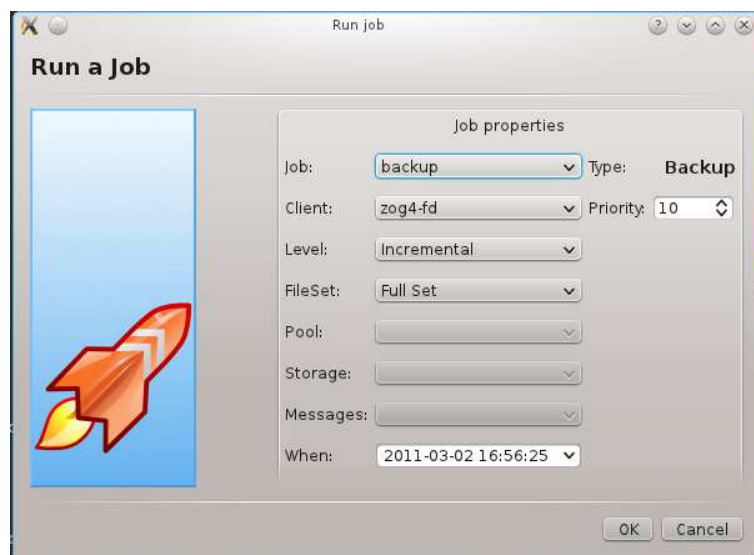 Run job
Run a Job
Job properties
Job: backup Type: Backup
Client: zog4-fd Priority: 10
Level: Incremental
FileSet: Full Set
Pool:
Storage:
Messages:
When: 2011-03-02 16:56:25
OK Cancel